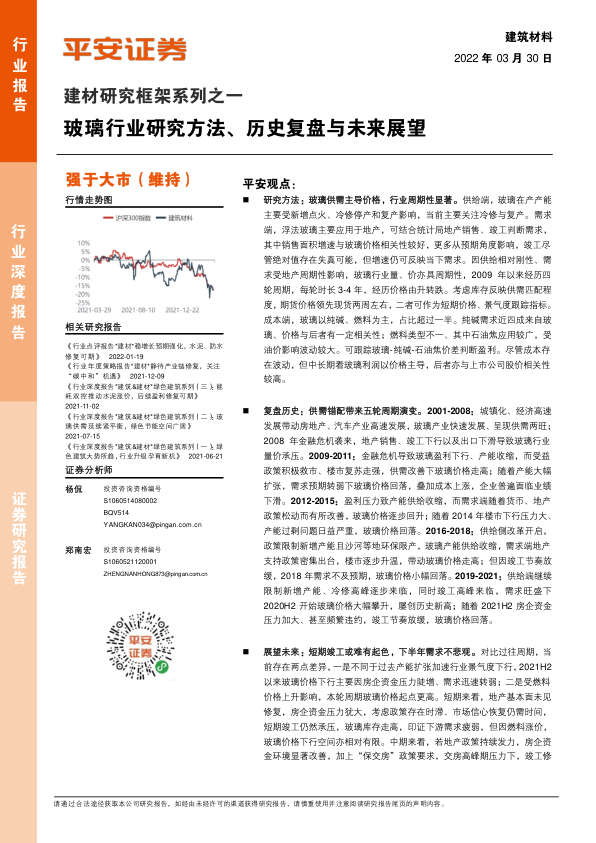 行业报告
行业深度报告
证券研究报告
平安证券
建筑材料
2022 年 03 月 30 日
建材研究框架系列之一
玻璃行业研究方法、历史复盘与未来展望
强于大市（维持）
行情走势图
沪深300指数 建筑材料
10%
5%
0%
-5%
-10%
-15%
-20%
2021-03-29 2021-08-10 2021-12-22
相关研究报告
《行业点评报告*建材*稳增长预期强化，水泥、防水
修复可期》 2022-01-19
《行业年度策略报告*建材*静待产业链修复，关注
“碳中和”机遇》 2021-12-09
《行业深度报告*建筑&建材*绿色建筑系列（三）：能
耗双控推动水泥涨价，后续盈利修复可期》
2021-11-02
《行业深度报告*建筑&建材*绿色建筑系列（二）：玻
璃供需延续紧平衡，绿色节能空间广阔》
2021-07-15
《行业深度报告*建筑&建材*绿色建筑系列（一）：绿
色建筑大势所趋，行业升级孕育新机》 2021-06-21
证券分析师
杨侃 投资咨询资格编号
S1060514080002
BQV514
YANGKAN034@pingan.com.cn
郑南宏 投资咨询资格编号
S1060521120001
ZHENGNANHONG873@pingan.com.cn
平安
证券
平安观点：
研究方法：玻璃供需主导价格，行业周期性显著。供给端，玻璃在产产能
主要受新增点火、冷修停产和复产影响，当前主要关注冷修与复产。需求
端，浮法玻璃主要应用于地产，可结合统计局地产销售、竣工判断需求，
其中销售面积增速与玻璃价格相关性较好，更多从预期角度影响，竣工尽
管绝对值存在失真可能，但增速仍可反映当下需求。因供给相对刚性、需
求受地产周期性影响，玻璃行业量、价亦具周期性，2009 年以来经历四
轮周期，每轮时长 3-4 年，经历价格由升转跌。考虑库存反映供需匹配程
度，期货价格领先现货两周左右，二者可作为短期价格、景气度跟踪指标。
成本端，玻璃以纯碱、燃料为主，占比超过一半。纯碱需求近四成来自玻
璃、价格与后者有一定相关性；燃料类型不一、其中石油焦应用较广，受
油价影响波动较大。可跟踪玻璃-纯碱-石油焦价差判断盈利。尽管成本存
在波动，但中长期看玻璃利润以价格主导，后者亦与上市公司股价相关性
较高。
复盘历史：供需错配带来五轮周期演变。2001-2008：城镇化、经济高速
发展带动房地产、汽车产业高速发展，玻璃产业快速发展、呈现供需两旺；
2008 年金融危机袭来，地产销售、竣工下行以及出口下滑导致玻璃行业
量价承压。2009-2011：金融危机导致玻璃盈利下行、产能收缩，而受益
政策积极救市、楼市复苏走强，供需改善下玻璃价格走高；随着产能大幅
扩张，需求预期转弱下玻璃价格回落，叠加成本上涨，企业普遍面临业绩
下滑。2012-2015：盈利压力致产能供给收缩，而需求端随着货币、地产
政策松动而有所改善，玻璃价格逐步回升；随着 2014 年楼市下行压力大、
产能过剩问题日益严重，玻璃价格回落。2016-2018：供给侧改革开启，
政策限制新增产能且沙河等地环保限产，玻璃产能供给收缩，需求端地产
支持政策密集出台，楼市逐步升温，带动玻璃价格走高；但因竣工节奏放
缓，2018 年需求不及预期，玻璃价格小幅回落。2019-2021：供给端继续
限制新增产能、冷修高峰逐步来临，同时竣工高峰来临，需求旺盛下
2020H2 开始玻璃价格大幅攀升，屡创历史新高；随着 2021H2 房企资金
压力加大、甚至频繁违约，竣工节奏放缓，玻璃价格回落。
展望未来：短期竣工或难有起色，下半年需求不悲观。对比过往周期，当
前存在两点差异，一是不同于过去产能扩张加速行业景气度下行，2021H2
以来玻璃价格下行主要因房企资金压力陡增、需求迅速转弱；二是受燃料
价格上升影响，本轮周期玻璃价格起点更高。短期来看，地产基本面未见
修复，房企资金压力犹大，考虑政策存在时滞、市场信心恢复仍需时间，
短期竣工仍然承压，玻璃库存走高，印证下游需求疲弱，但因燃料涨价，
玻璃价格下行空间亦相对有限。中期来看，若地产政策持续发力，房企资
金环境显著改善，加上“保交房”政策要求，交房高峰期压力下，竣工修
请通过合法途径获取本公司研究报告，如经由未经许可的渠道获得研究报告，请慎重使用并注意阅读研究报告尾页的声明内容。